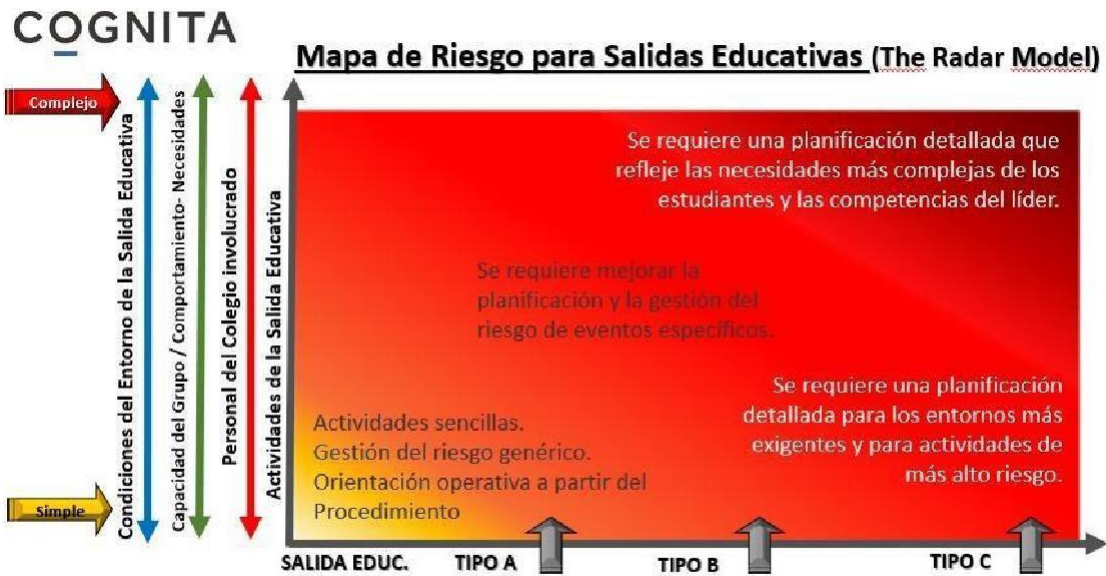 COGNITA
Mapa de Riesgo para Salidas Educativas (The Radar Model)
Complejo
Simple
Condiciones del Entorno de la Salida Educativa
Capacidad del Grupo / Comportamiento- Necesidades
Personal del Colegio involucrado
Actividades de la Salida Educativa
Se requiere una planificación detallada que
refleje las necesidades más complejas de los
estudiantes y las competencias del líder.
Se requiere mejorar la
planificación y la gestión del
riesgo de eventos específicos.
Se requiere una planificación
detallada para los entornos más
exigentes y para actividades de
más alto riesgo.
Actividades sencillas.
Gestión del riesgo genérico.
Orientación operativa a partir del
Procedimiento
SALIDA EDUC.
TIPO A
TIPO B
TIPO C